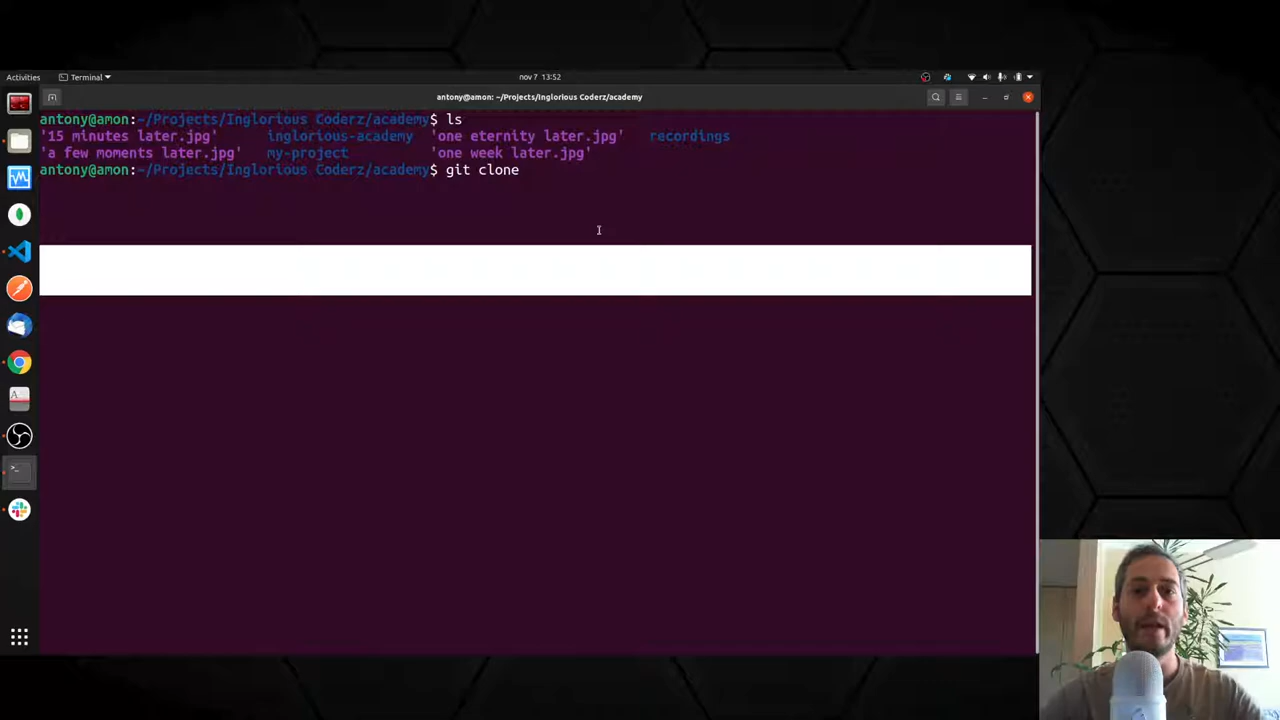 Activities Terminal nov 7 13:52
antony@amon: ~/Projects/Inglorious Coderz/academy
antony@amon:~/Projects/Inglorious Coderz/academy$ ls
'15 minutes later.jpg' inglorious-academy 'one eternity later.jpg' recordings
'a few moments later.jpg' my-project 'one week later.jpg'
antony@amon:~/Projects/Inglorious Coderz/academy$ git clone